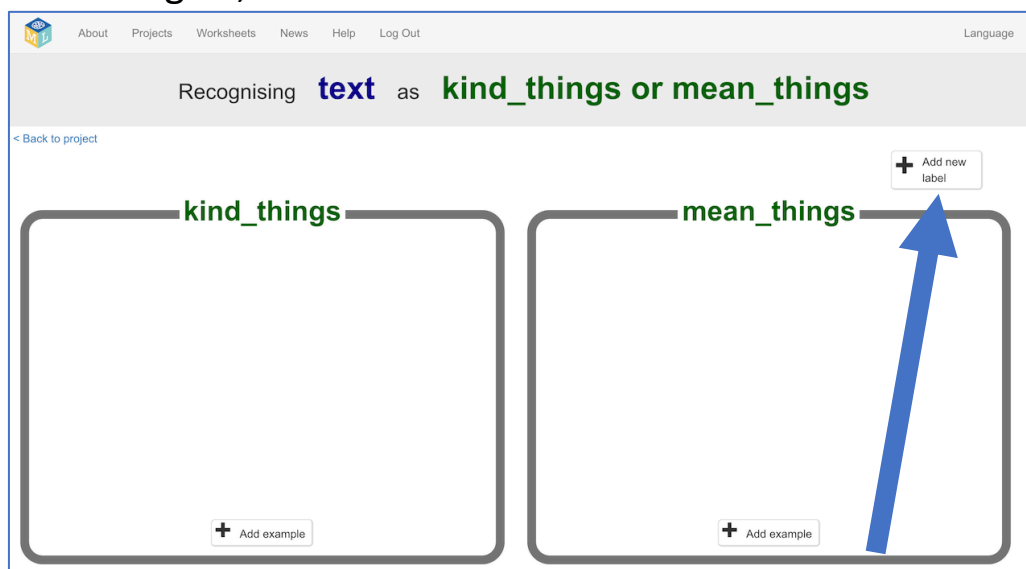 About Projects Worksheets News Help Log Out Language
Recognising text as kind_things or mean_things
< Back to project
Add new
label
kind_things mean_things
Add example Add example